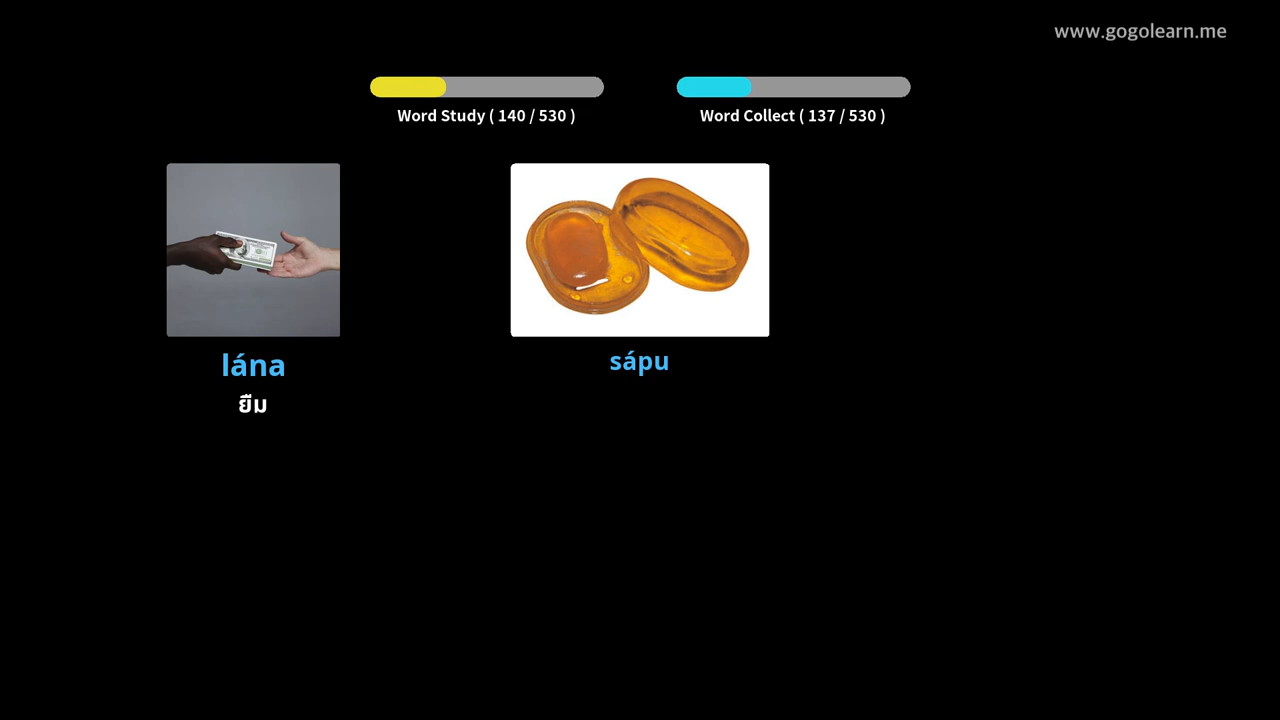 www.gogolearn.me
Word Study ( 140 / 530 )
Word Collect ( 137 / 530 )
lána
ยืม
sápu